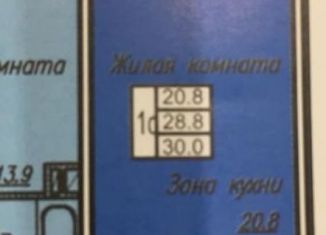 мната
Жилая комната
20.8
1с 28.8
30.0
13.9
Зона кухни
20.8